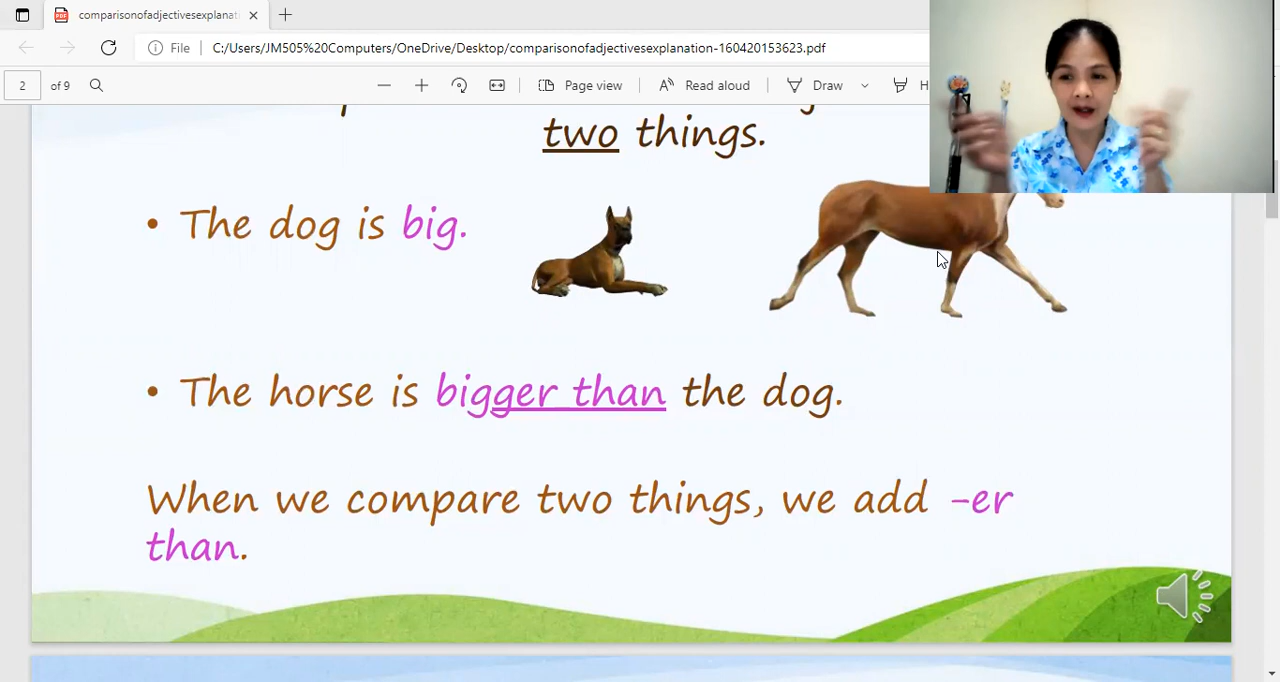 comparisonofadjectivesexplanat
File C:/Users/JM505%20Computers/OneDrive/Desktop/comparisonofadjectivesexplanation-160420153623.pdf
2 of 9 Page view Read aloud Draw H
two things.
• The dog is big.
• The horse is bigger than the dog.
When we compare two things, we add -er
than.